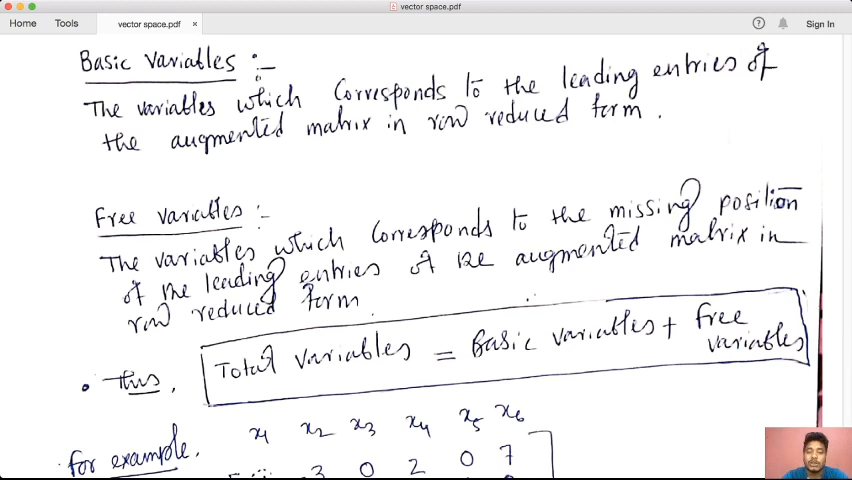 vector space.pdf
Home Tools vector space.pdf × Sign In
Basic variables :-
The variables which corresponds to the leading entries of
the augmented matrix in row reduced form .
Free variables :-
The variables which corresponds to the missing position
of the leading entries of the augmented matrix in
row reduced form
• Thus , Total variables = Basic variables + free
variables
for example. x1 x2 x3 x4 x5 x6
3 0 2 0 7